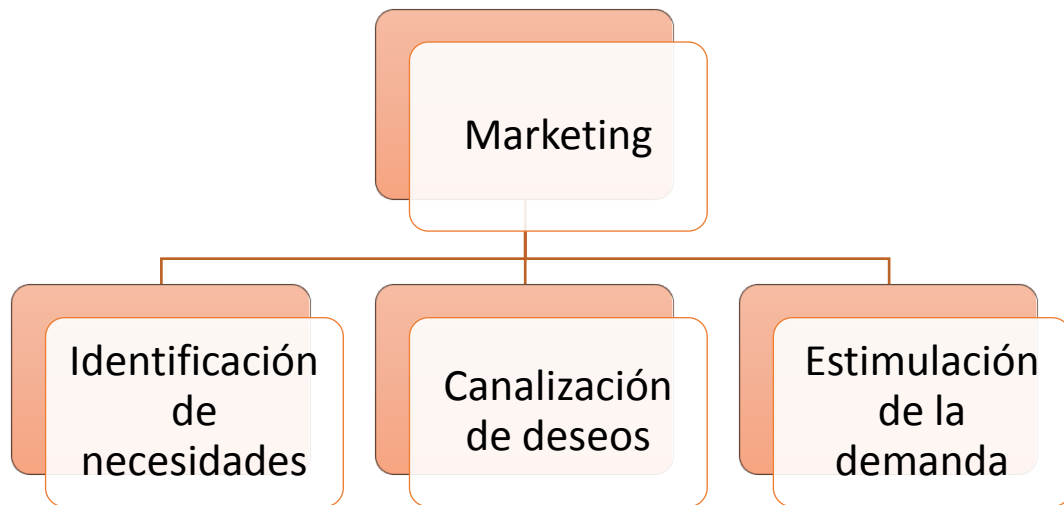 Marketing
Identificación
de
necesidades
Canalización
de deseos
Estimulación
de la
demanda